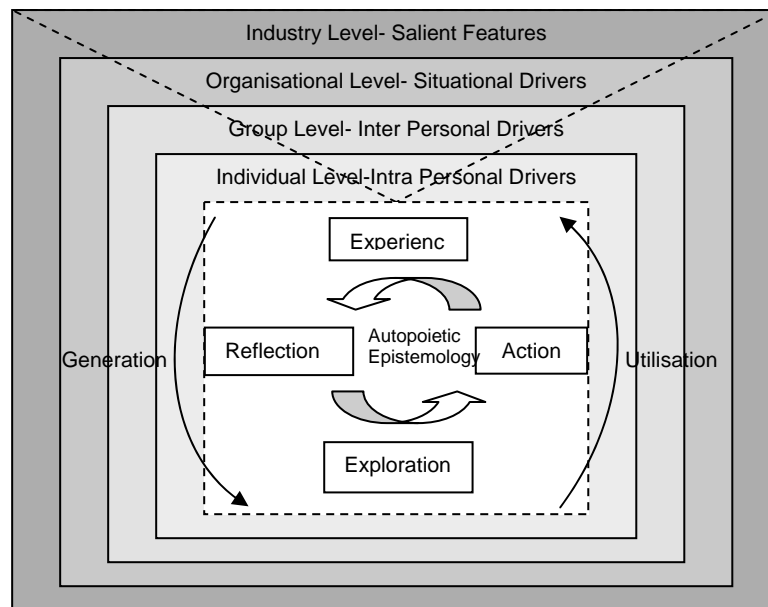 Industry Level- Salient Features
Organisational Level- Situational Drivers
Group Level- Inter Personal Drivers
Individual Level-Intra Personal Drivers
Experienc
Reflection
Autopoietic
Epistemology
Action
Generation
Utilisation
Exploration